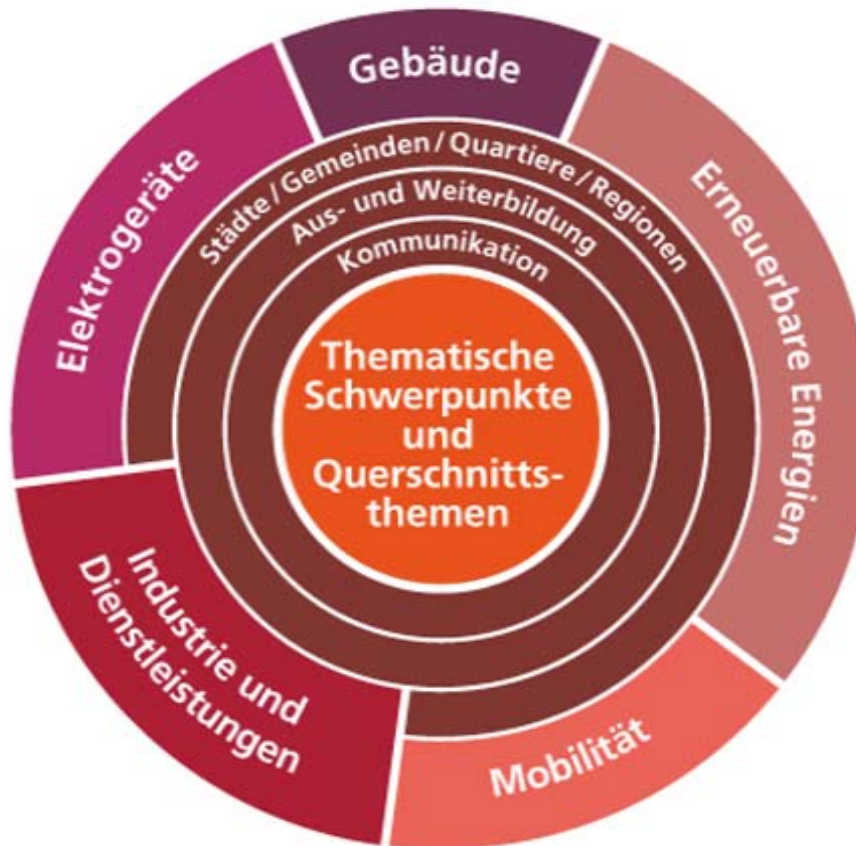 Gebäude
Erneuerbare Energien
Mobilität
Industrie und
Dienstleistungen
Elektrogeräte
Städte / Gemeinden / Quartiere / Regionen
Aus- und Weiterbildung
Kommunikation
Thematische
Schwerpunkte
und
Querschnitts-
themen